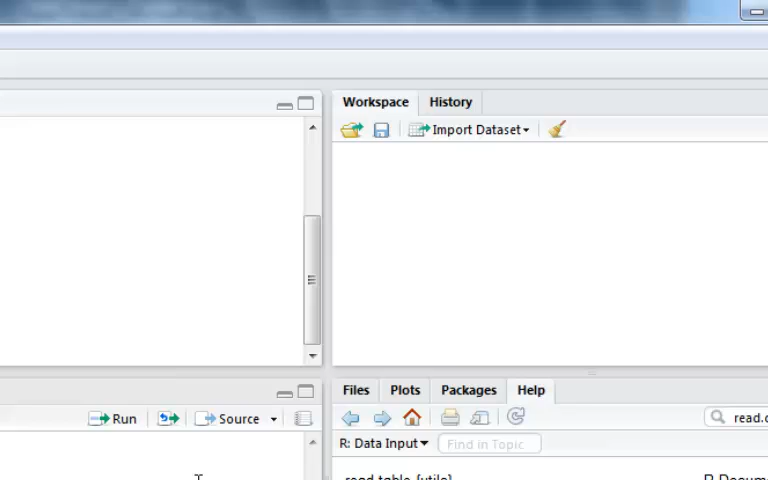 Workspace History
Import Dataset
Files Plots Packages Help
Run Source
R: Data Input Find in Topic